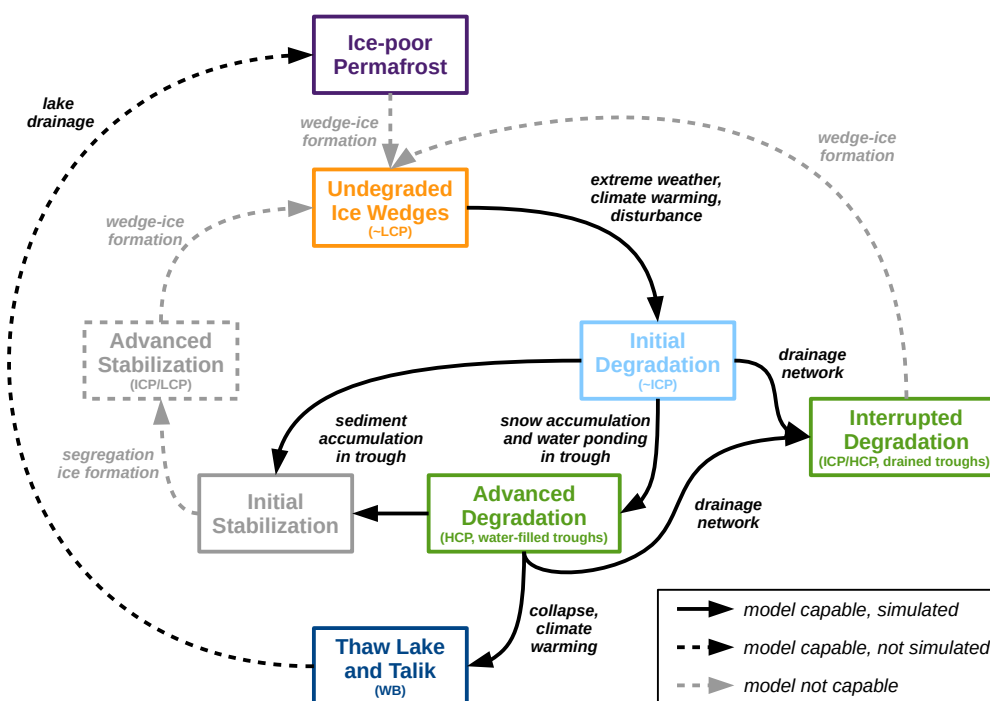 Ice-poor
Permafrost
lake
drainage
wedge-ice
formation
wedge-ice
formation
Undegraded
Ice Wedges
(~LCP)
extreme weather,
climate warming,
disturbance
wedge-ice
formation
Advanced
Stabilization
(ICP/LCP)
Initial
Degradation
(~ICP)
drainage
network
sediment
accumulation
in trough
snow accumulation
and water ponding
in trough
Interrupted
Degradation
(ICP/HCP, drained troughs)
segregation
ice formation
Initial
Stabilization
Advanced
Degradation
(HCP, water-filled troughs)
drainage
network
collapse,
climate
warming
Thaw Lake
and Talik
(WB)
model capable, simulated
model capable, not simulated
model not capable